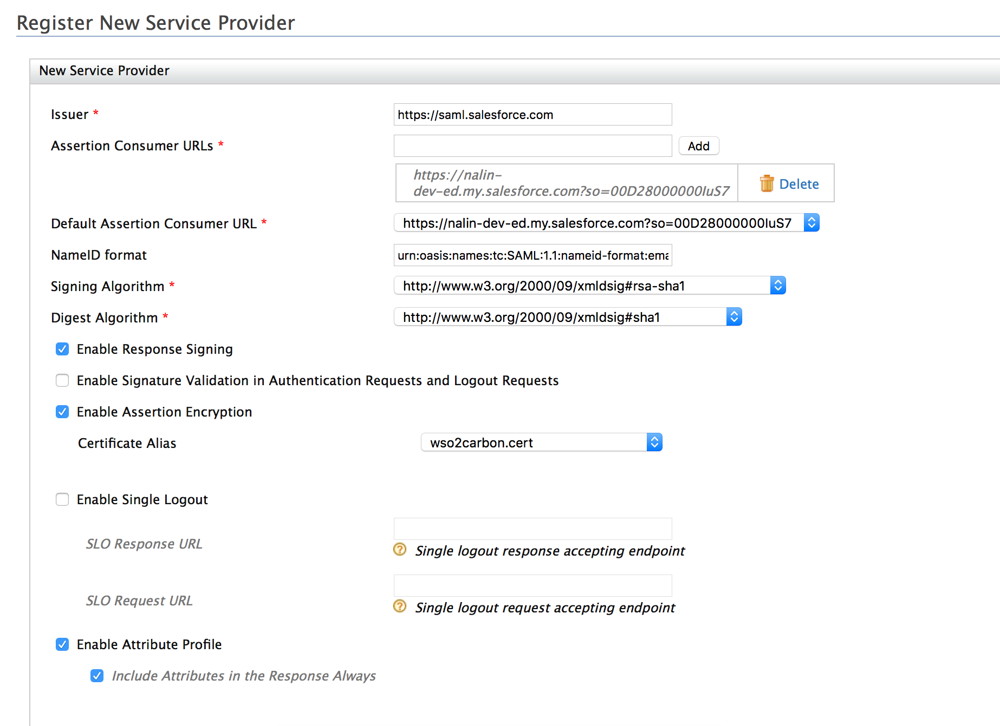 Register New Service Provider
New Service Provider
Issuer *
https://saml.salesforce.com
Assertion Consumer URLs *
Add
https://nalin-
dev-ed.my.salesforce.com?so=00D28000000IuS7
Delete
Default Assertion Consumer URL *
https://nalin-dev-ed.my.salesforce.com?so=00D28000000IuS7
NameID format
urn:oasis:names:tc:SAML:1.1:nameid-format:ema
Signing Algorithm *
http://www.w3.org/2000/09/xmldsig#rsa-sha1
Digest Algorithm *
http://www.w3.org/2000/09/xmldsig#sha1
Enable Response Signing
Enable Signature Validation in Authentication Requests and Logout Requests
Enable Assertion Encryption
Certificate Alias
wso2carbon.cert
Enable Single Logout
SLO Response URL
? Single logout response accepting endpoint
SLO Request URL
? Single logout request accepting endpoint
Enable Attribute Profile
Include Attributes in the Response Always